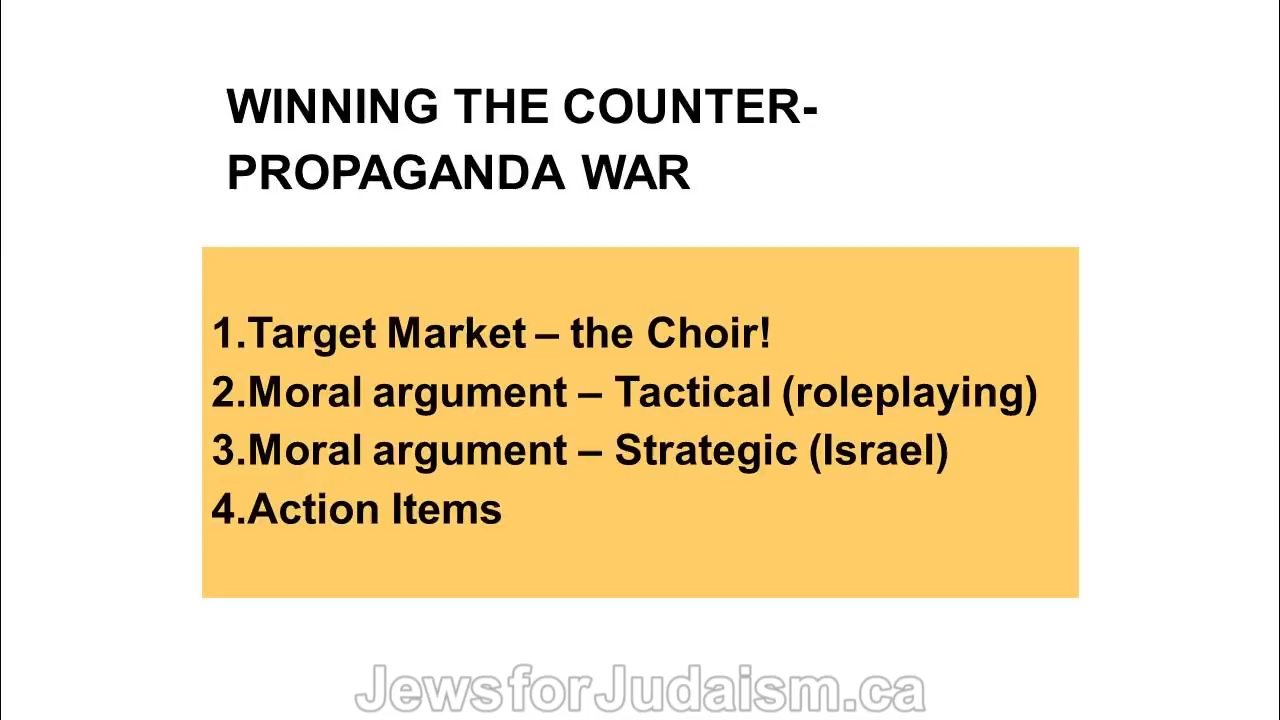 WINNING THE COUNTER-
PROPAGANDA WAR
1.Target Market – the Choir!
2.Moral argument – Tactical (roleplaying)
3.Moral argument – Strategic (Israel)
4.Action Items
JewsforJudaism.ca